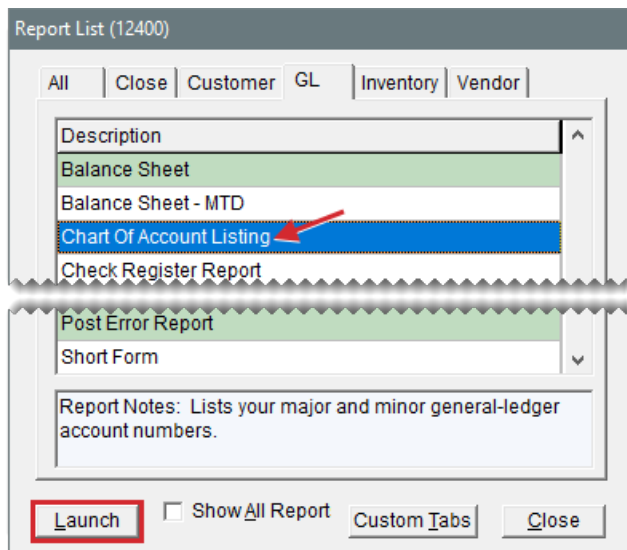 Report List (12400)
All Close Customer GL Inventory Vendor
Description
Balance Sheet
Balance Sheet - MTD
Chart Of Account Listing
Check Register Report
Post Error Report
Short Form
Report Notes: Lists your major and minor general-ledger
account numbers.
Launch Show All Report Custom Tabs Close